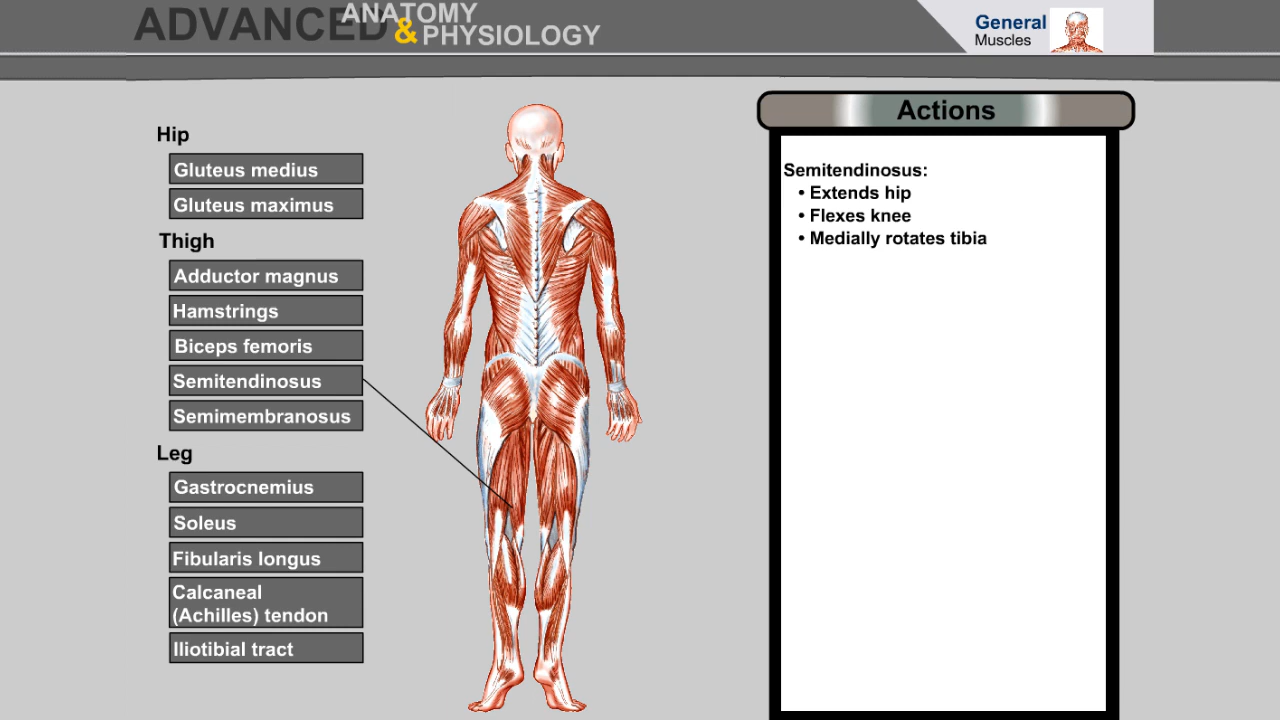 ADVANCED ANATOMY
& PHYSIOLOGY
General
Muscles
Hip
Gluteus medius
Gluteus maximus
Thigh
Adductor magnus
Hamstrings
Biceps femoris
Semitendinosus
Semimembranosus
Leg
Gastrocnemius
Soleus
Fibularis longus
Calcaneal
(Achilles) tendon
Iliotibial tract
Actions
Semitendinosus:
• Extends hip
• Flexes knee
• Medially rotates tibia